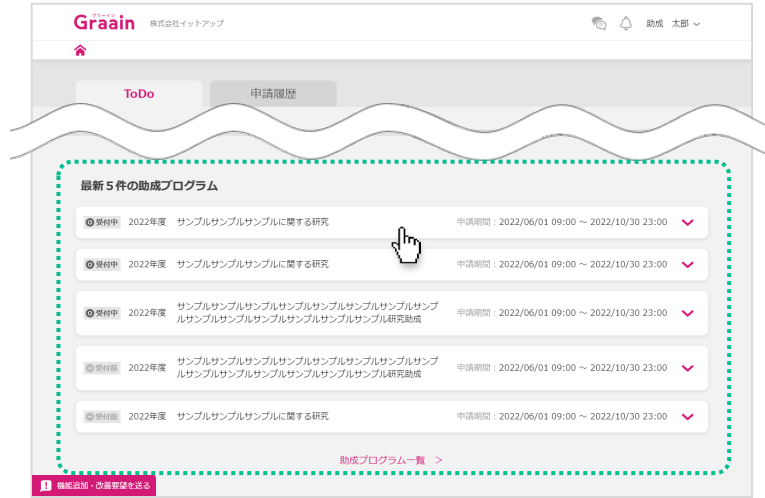 グラーイン
Graain 株式会社イットアップ 助成 太郎
ToDo 申請履歴
最新５件の助成プログラム
受付中 2022年度 サンプルサンプルサンプルに関する研究 申請期間：2022/06/01 09:00 ～ 2022/10/30 23:00
受付中 2022年度 サンプルサンプルサンプルに関する研究 申請期間：2022/06/01 09:00 ～ 2022/10/30 23:00
受付中 2022年度 サンプルサンプルサンプルサンプルサンプルサンプルサンプルサンプ
ルサンプルサンプルサンプルサンプルサンプルサンプル研究助成 申請期間：2022/06/01 09:00 ～ 2022/10/30 23:00
受付前 2022年度 サンプルサンプルサンプルサンプルサンプルサンプルサンプルサンプ
ルサンプルサンプルサンプルサンプルサンプルサンプル研究助成 申請期間：2022/06/01 09:00 ～ 2022/10/30 23:00
受付前 2022年度 サンプルサンプルサンプルに関する研究 申請期間：2022/06/01 09:00 ～ 2022/10/30 23:00
助成プログラム一覧 ＞
機能追加・改善要望を送る